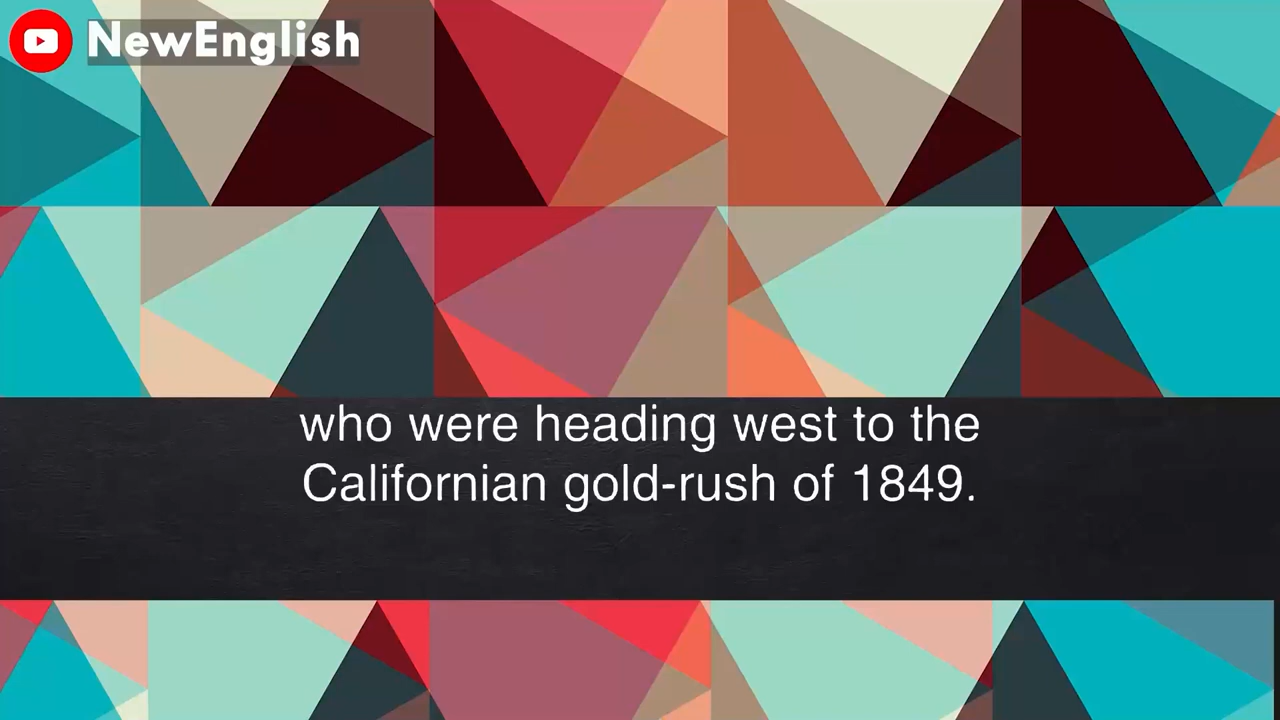 NewEnglish
who were heading west to the
Californian gold-rush of 1849.